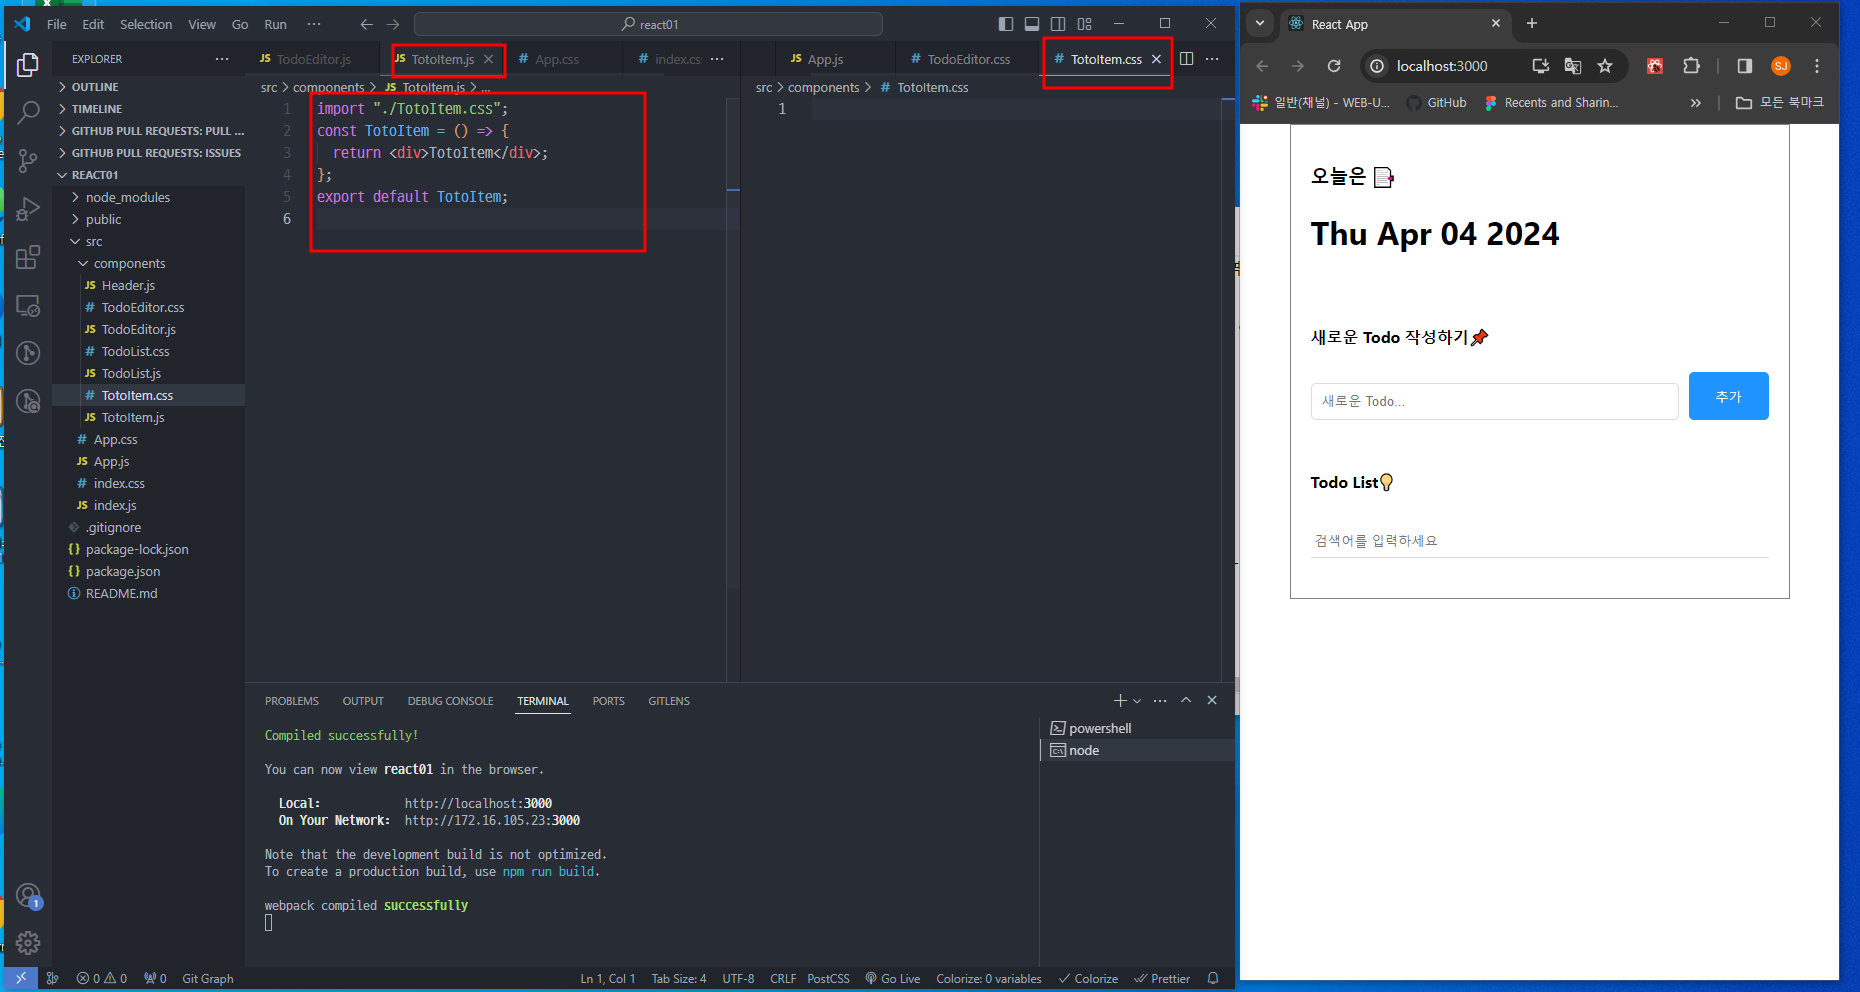 File Edit Selection View Go Run ···
react01
EXPLORER ···
OUTLINE
TIMELINE
GITHUB PULL REQUESTS: PULL ...
GITHUB PULL REQUESTS: ISSUES
REACT01
node_modules
public
src
components
JS Header.js
# TodoEditor.css
JS TodoEditor.js
# TodoList.css
JS TodoList.js
# TotoItem.css
JS TotoItem.js
# App.css
JS App.js
# index.css
JS index.js
.gitignore
{} package-lock.json
{} package.json
README.md
1
JS TodoEditor.js
JS TotoItem.js
# App.css
# index.cs ···
src > components > JS TotoItem.js > ...
1 import "./TotoItem.css";
2 const TotoItem = () => {
3 return <div>TotoItem</div>;
4 };
5 export default TotoItem;
6
JS App.js
# TodoEditor.css
# TotoItem.css
···
src > components > # TotoItem.css
1
PROBLEMS OUTPUT DEBUG CONSOLE TERMINAL PORTS GITLENS
Compiled successfully!
You can now view react01 in the browser.
Local: http://localhost:3000
On Your Network: http://172.16.105.23:3000
Note that the development build is not optimized.
To create a production build, use npm run build.
webpack compiled successfully
powershell
node
0 0 0 Git Graph
Ln 1, Col 1 Tab Size: 4 UTF-8 CRLF PostCSS Go Live Colorize: 0 variables Colorize Prettier
React App
localhost:3000
SJ
일반(채널) - WEB-U... GitHub Recents and Sharin... » 모든 북마크
오늘은
Thu Apr 04 2024
새로운 Todo 작성하기
새로운 Todo...
추가
Todo List
검색어를 입력하세요